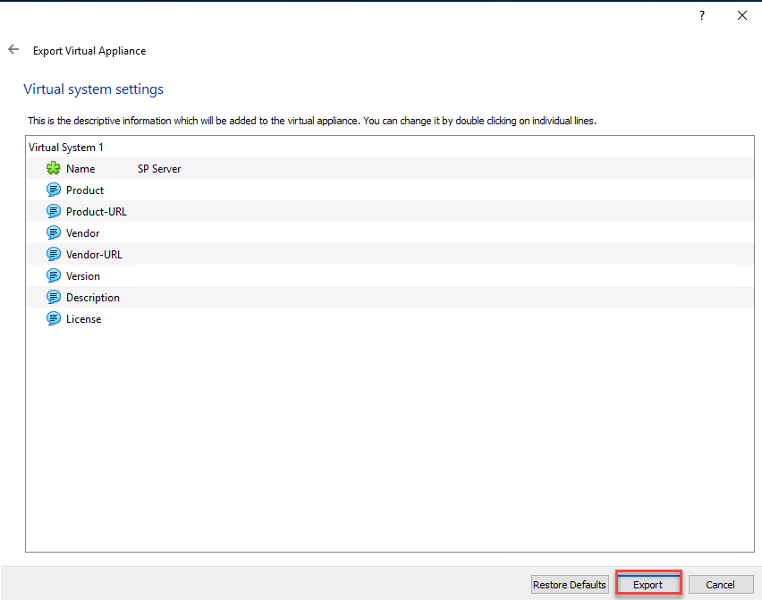 ?
Export Virtual Appliance
Virtual system settings
This is the descriptive information which will be added to the virtual appliance. You can change it by double clicking on individual lines.
Virtual System 1
Name SP Server
Product
Product-URL
Vendor
Vendor-URL
Version
Description
License
Restore Defaults Export Cancel